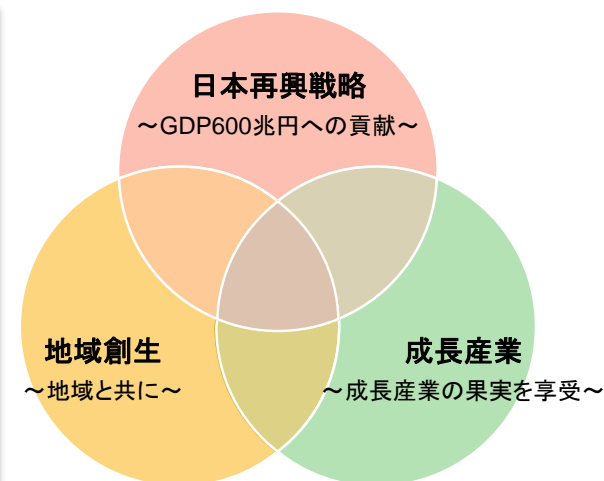 日本再興戦略
～GDP600兆円への貢献～
地域創生
～地域と共に～
成長産業
～成長産業の果実を享受～